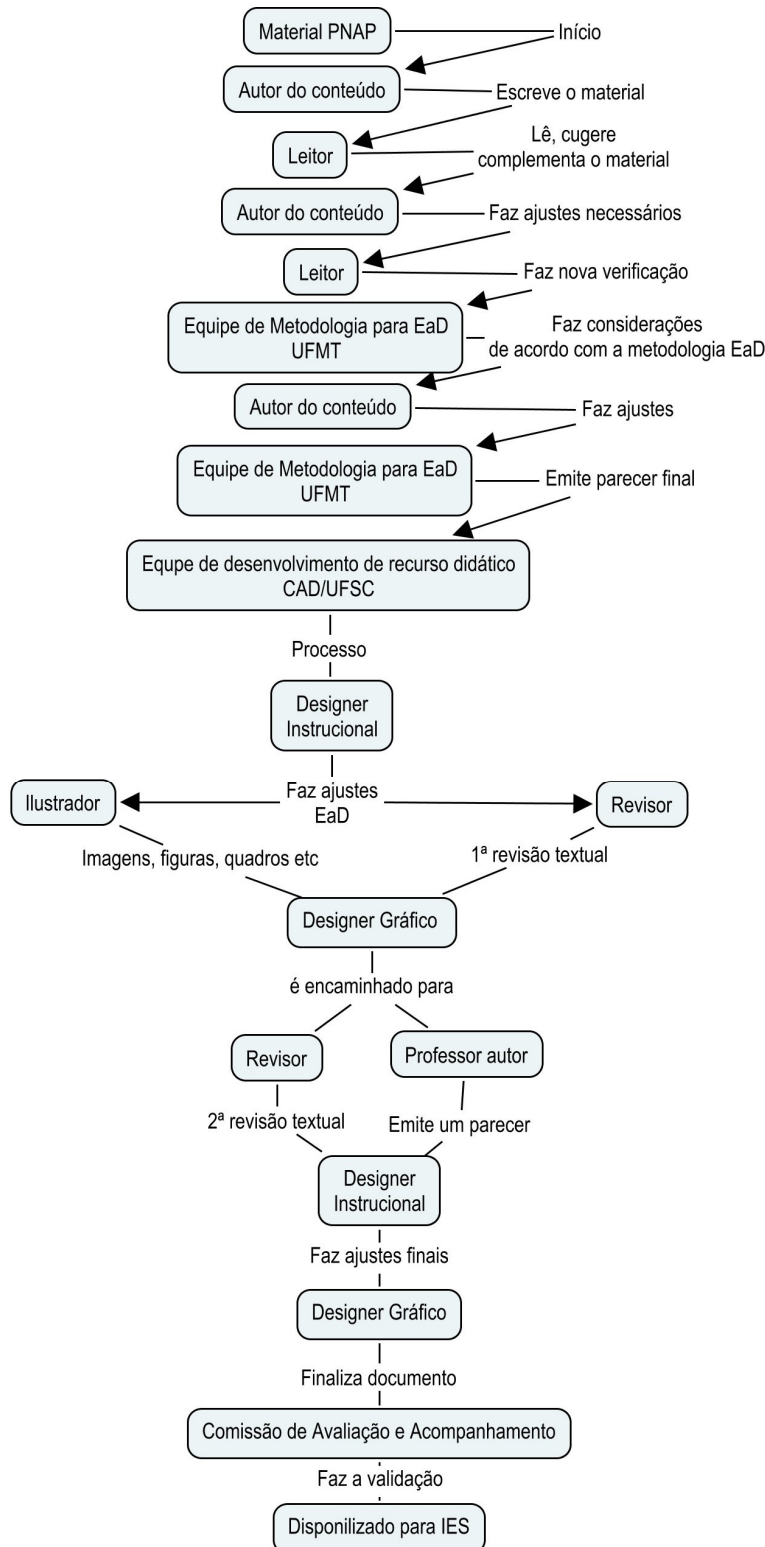 Material PNAP
Início
Autor do conteúdo
Escreve o material
Leitor
Lê, cugere
complementa o material
Autor do conteúdo
Faz ajustes necessários
Leitor
Faz nova verificação
Equipe de Metodologia para EaD
UFMT
Faz considerações
de acordo com a metodologia EaD
Autor do conteúdo
Faz ajustes
Equipe de Metodologia para EaD
UFMT
Emite parecer final
Equpe de desenvolvimento de recurso didático
CAD/UFSC
Processo
Designer
Instrucional
Faz ajustes
EaD
Ilustrador
Revisor
Imagens, figuras, quadros etc
1ª revisão textual
Designer Gráfico
é encaminhado para
Revisor
Professor autor
2ª revisão textual
Emite um parecer
Designer
Instrucional
Faz ajustes finais
Designer Gráfico
Finaliza documento
Comissão de Avaliação e Acompanhamento
Faz a validação
Disponilizado para IES